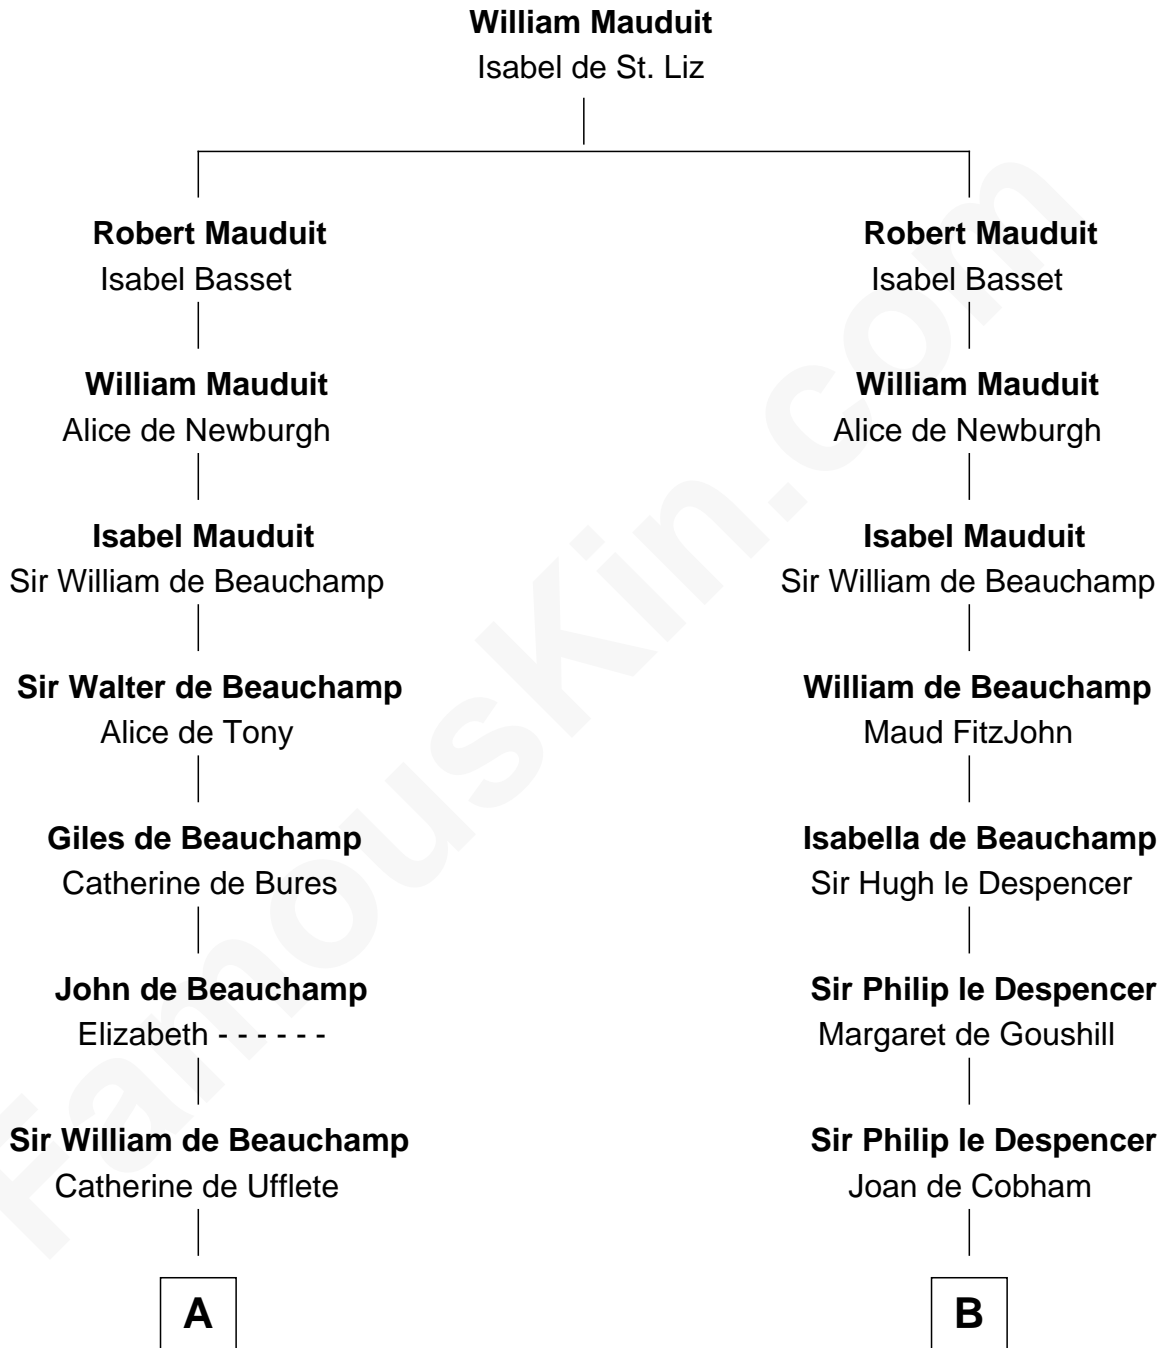 William Mauduit
Isabel de St. Liz
Robert Mauduit
Isabel Basset
Robert Mauduit
Isabel Basset
William Mauduit
Alice de Newburgh
William Mauduit
Alice de Newburgh
Isabel Mauduit
Sir William de Beauchamp
Isabel Mauduit
Sir William de Beauchamp
Sir Walter de Beauchamp
Alice de Tony
William de Beauchamp
Maud FitzJohn
Giles de Beauchamp
Catherine de Bures
Isabella de Beauchamp
Sir Hugh le Despencer
John de Beauchamp
Elizabeth - - - - - -
Sir Philip le Despencer
Margaret de Goushill
Sir William de Beauchamp
Catherine de Ufflete
Sir Philip le Despencer
Joan de Cobham
A
B
FamousKin.com